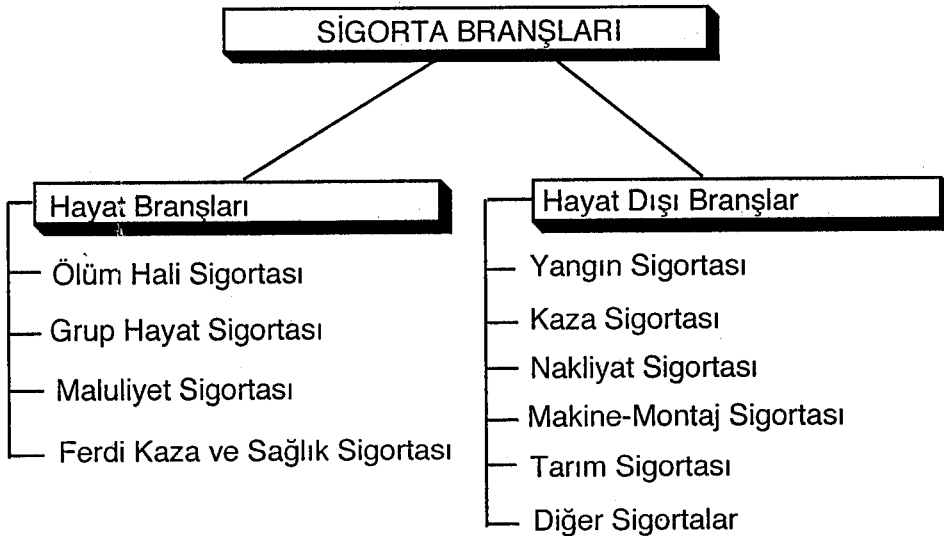 SİGORTA BRANŞLARI
Hayat Branşları
Ölüm Hali Sigortası
Grup Hayat Sigortası
Maluliyet Sigortası
Ferdi Kaza ve Sağlık Sigortası
Hayat Dışı Branşlar
Yangın Sigortası
Kaza Sigortası
Nakliyat Sigortası
Makine-Montaj Sigortası
Tarım Sigortası
Diğer Sigortalar